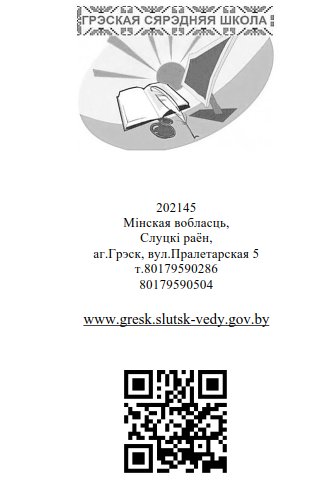 ГРЭСКАЯ СЯРЭДНЯЯ ШКОЛА
202145
Мінская вобласць,
Слуцкі раён,
аг.Грэск, вул.Пралетарская 5
т.80179590286
80179590504
www.gresk.slutsk-vedy.gov.by